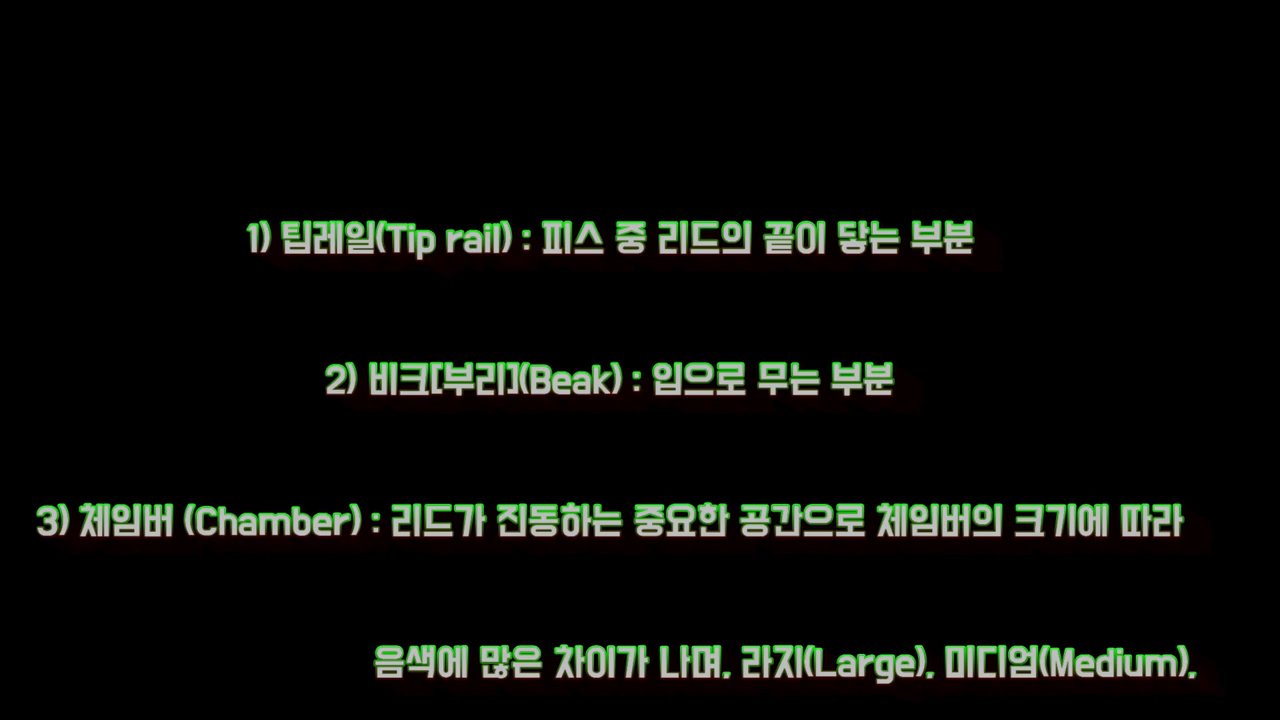 1) 팁레일(Tip rail) : 피스 중 리드의 끝이 닿는 부분
2) 비크[부리](Beak) : 입으로 무는 부분
3) 체임버 (Chamber) : 리드가 진동하는 중요한 공간으로 체임버의 크기에 따라
음색에 많은 차이가 나며, 라지(Large), 미디엄(Medium),